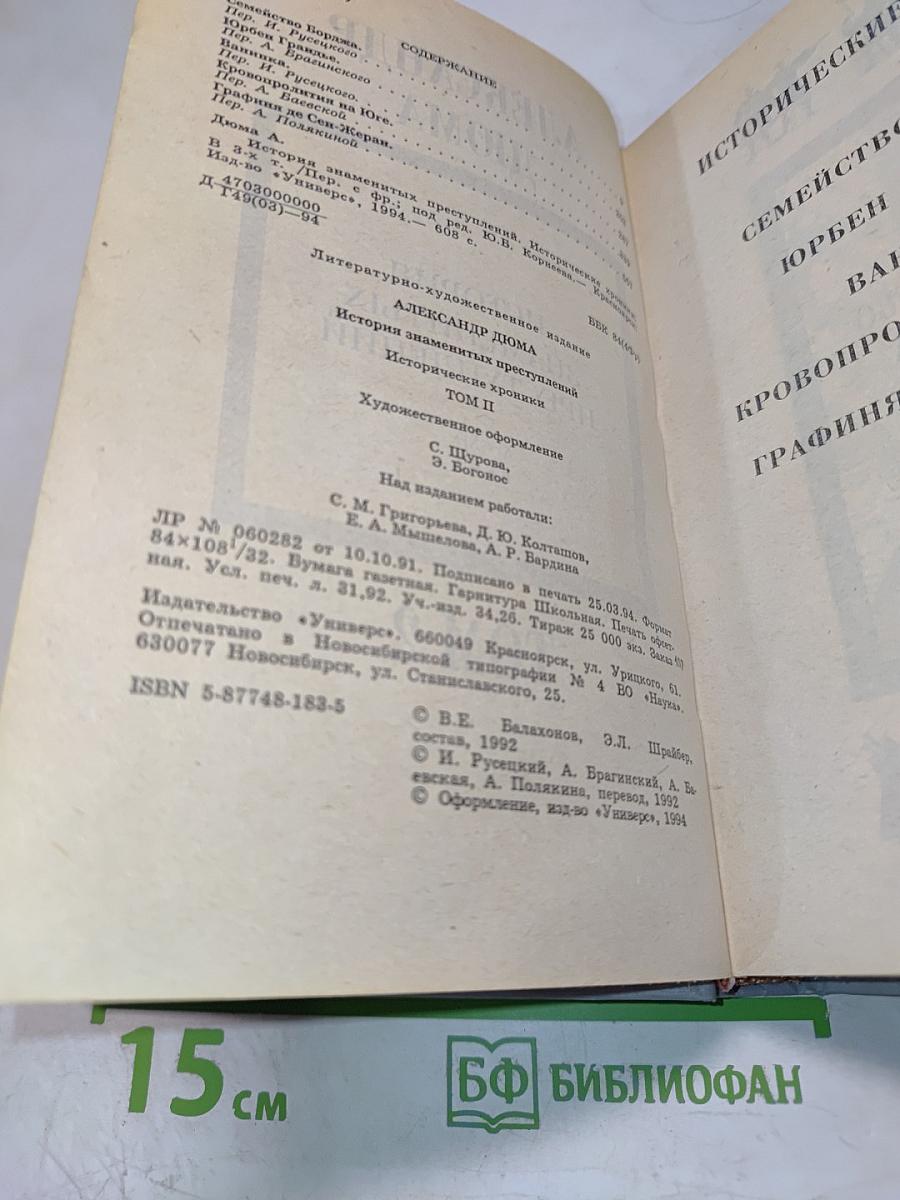 СОДЕРЖАНИЕ
Семейство Борджа.
Пер. И. Русецкого
Юрбен Грандье.
Пер. А. Брагинского
Ванинка.
Пер. И. Русецкого.
Кровопролития на Юге.
Пер. А. Баевской
Графиня де Сен-Жеран.
Пер. А. Полякиной
Дюма А.
История знаменитых преступлений. Исторические хроники:
В 3-х т. /Пер. с фр.; под ред. Ю.Б. Корнеева.— Красноярск:
Изд-во «Универс», 1994.— 608 с.
Д 4703000000
Г49(03)—94
ББК 84(4Фр)
Литературно-художественное издание
АЛЕКСАНДР ДЮМА
История знаменитых преступлений
Исторические хроники
ТОМ II
Художественное оформление
С. Щурова,
Э. Богонос
Над изданием работали:
С. М. Григорьева, Д. Ю. Колташов,
Е. А. Мышелова, А. Р. Бардина
ЛР № 060282 от 10.10.91. Подписано в печать 25.03.94. Формат
84×108¹/32. Бумага газетная. Гарнитура Школьная. Печать офсет-
ная. Усл. печ. л. 31,92. Уч.-изд. 34,26. Тираж 25 000 экз. Заказ
Издательство «Универс». 660049 Красноярск, ул. Урицкого, 61.
Отпечатано в Новосибирской типографии № 4 ВО «Наука».
630077 Новосибирск, ул. Станиславского, 25.
ISBN 5-87748-183-5
© В.Е. Балахонов, Э.Л. Шрайбер,
состав, 1992
© И. Русецкий, А. Брагинский, А. Ба-
евская, А. Полякина, перевод, 1992
© Оформление, изд-во «Универс», 1994
ИСТОРИЧЕСКИЕ
СЕМЕЙСТВО
ЮРБЕН
ВАН
КРОВОПРО
ГРАФИНЯ
15 см
БФ БИБЛИОФАН